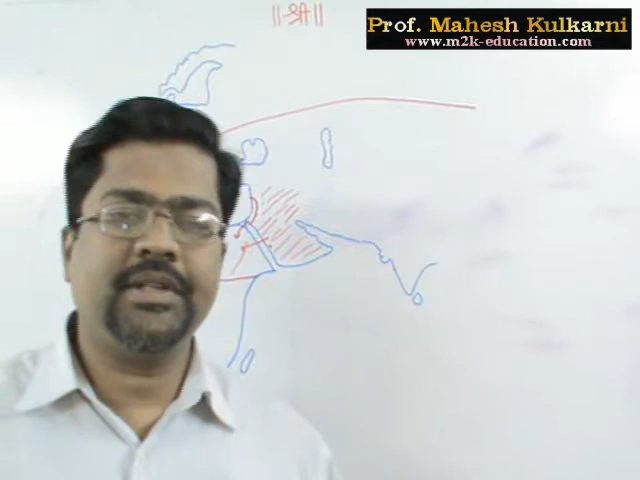 Prof. Mahesh Kulkarni
www.m2k-education.com
॥ श्री ॥